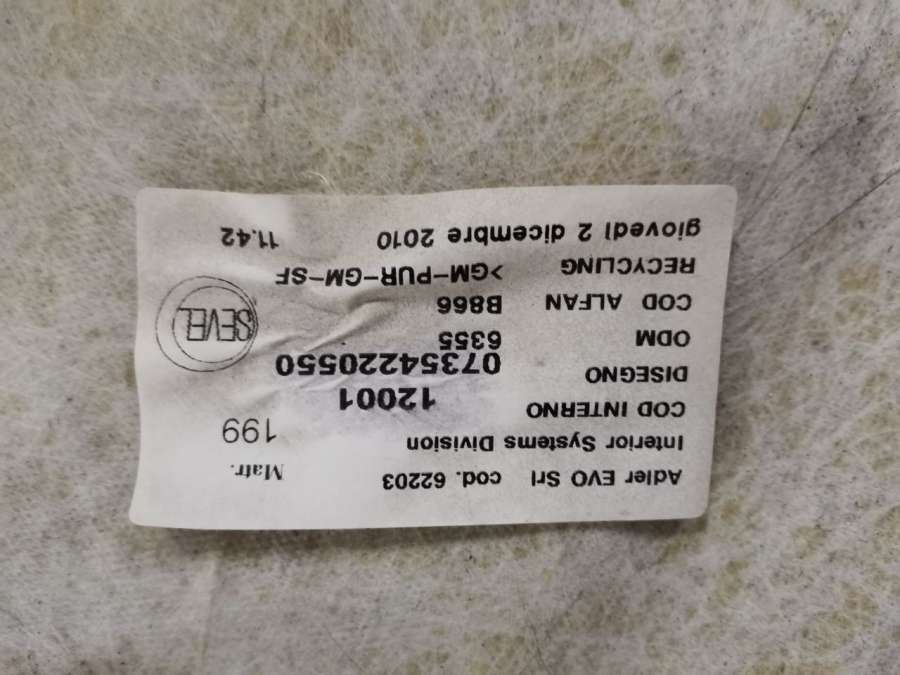 Adler EVO Srl cod. 62203
Matr.
Interior Systems Division
199
COD INTERNO 12001
DISEGNO 07354220550
ODM 6355
SEVEL
COD ALFAN B866
RECYCLING >GM-PUR-GM-SF
giovedì 2 dicembre 2010 11.42